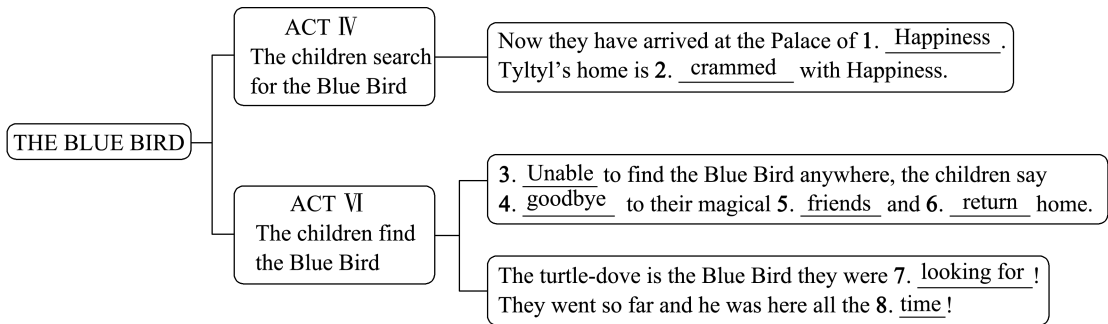 THE BLUE BIRD
ACT Ⅳ
The children search
for the Blue Bird
Now they have arrived at the Palace of 1. Happiness.
Tyltyl's home is 2. crammed with Happiness.
ACT Ⅵ
The children find
the Blue Bird
3. Unable to find the Blue Bird anywhere, the children say
4. goodbye to their magical 5. friends and 6. return home.
The turtle-dove is the Blue Bird they were 7. looking for!
They went so far and he was here all the 8. time!